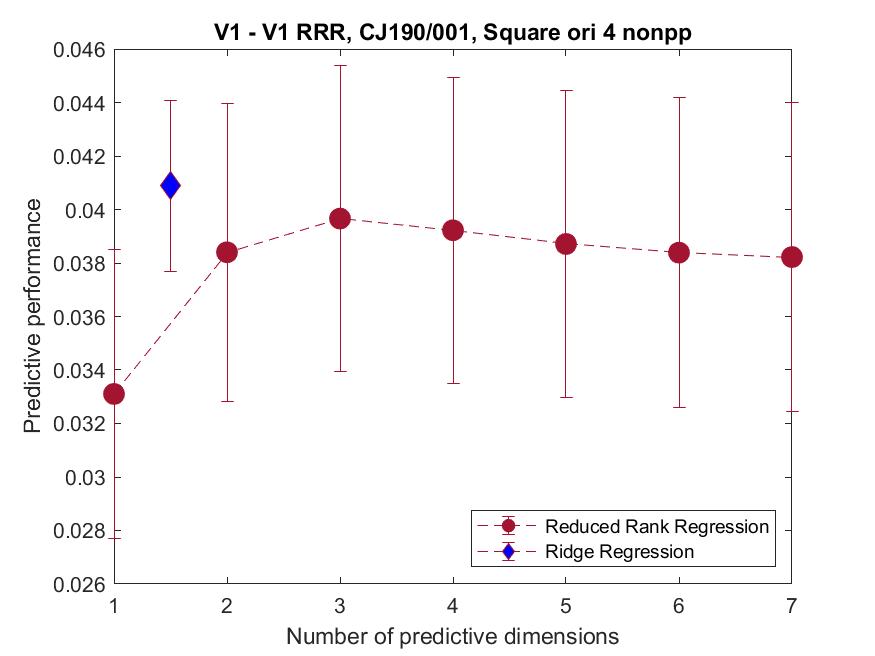 V1 - V1 RRR, CJ190/001, Square ori 4 nonpp
0.046
0.044
0.042
0.04
0.038
0.036
0.034
0.032
0.03
0.028
0.026
Predictive performance
1 2 3 4 5 6 7
Number of predictive dimensions
Reduced Rank Regression
Ridge Regression